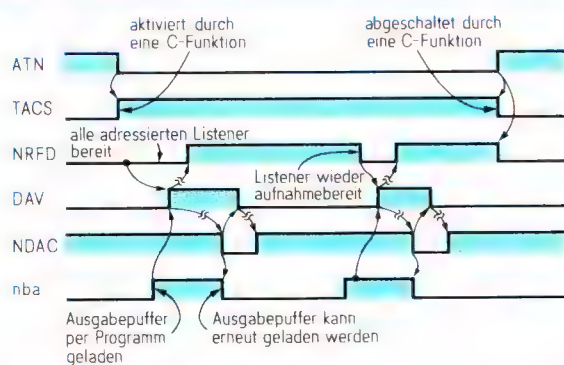 aktiviert durch
eine C-Funktion
abgeschaltet durch
eine C-Funktion
ATN
TACS
alle adressierten Listener
bereit
NRFD
Listener wieder
aufnahmebereit
DAV
NDAC
nba
Ausgabepuffer
per Programm
geladen
Ausgabepuffer kann
erneut geladen werden